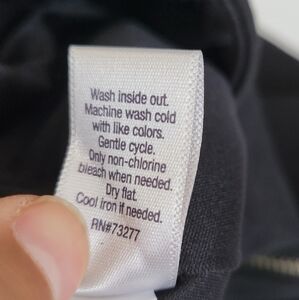 Wash inside out.
Machine wash cold
with like colors.
Gentle cycle.
Only non-chlorine
bleach when needed.
Dry flat.
Cool iron if needed.
RN#73277